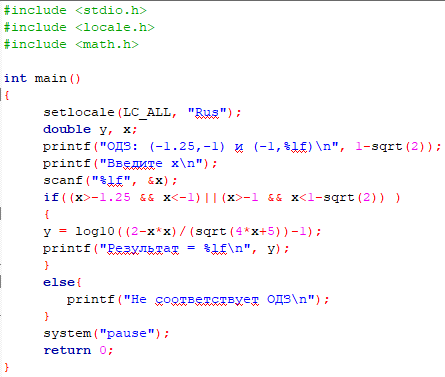 #include <stdio.h>
#include <locale.h>
#include <math.h>
int main()
{
setlocale(LC_ALL, "Rus");
double y, x;
printf("ОДЗ: (-1.25,-1) и (-1,%lf)\n", 1-sqrt(2));
printf("Введите x\n");
scanf("%lf", &x);
if((x>-1.25 && x<-1)||(x>-1 && x<1-sqrt(2)) )
{
y = log10((2-x*x)/(sqrt(4*x+5))-1);
printf("Результат = %lf\n", y);
}
else{
printf("Не соответствует ОДЗ\n");
}
system("pause");
return 0;
}